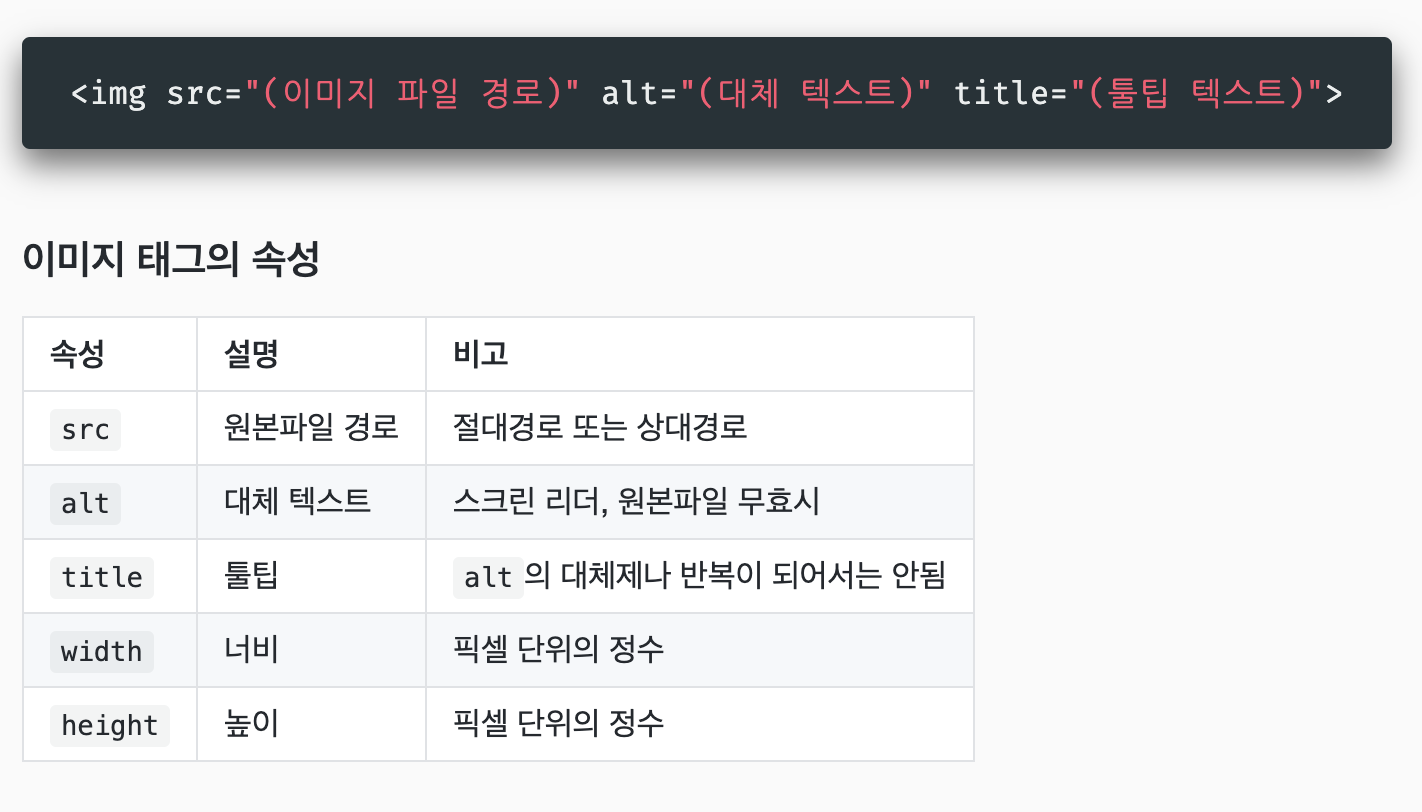 <img src="(이미지 파일 경로)" alt="(대체 텍스트)" title="(툴팁 텍스트)">
이미지 태그의 속성
속성 설명 비고
src 원본파일 경로 절대경로 또는 상대경로
alt 대체 텍스트 스크린 리더, 원본파일 무효시
title 툴팁 alt의 대체제나 반복이 되어서는 안됨
width 너비 픽셀 단위의 정수
height 높이 픽셀 단위의 정수